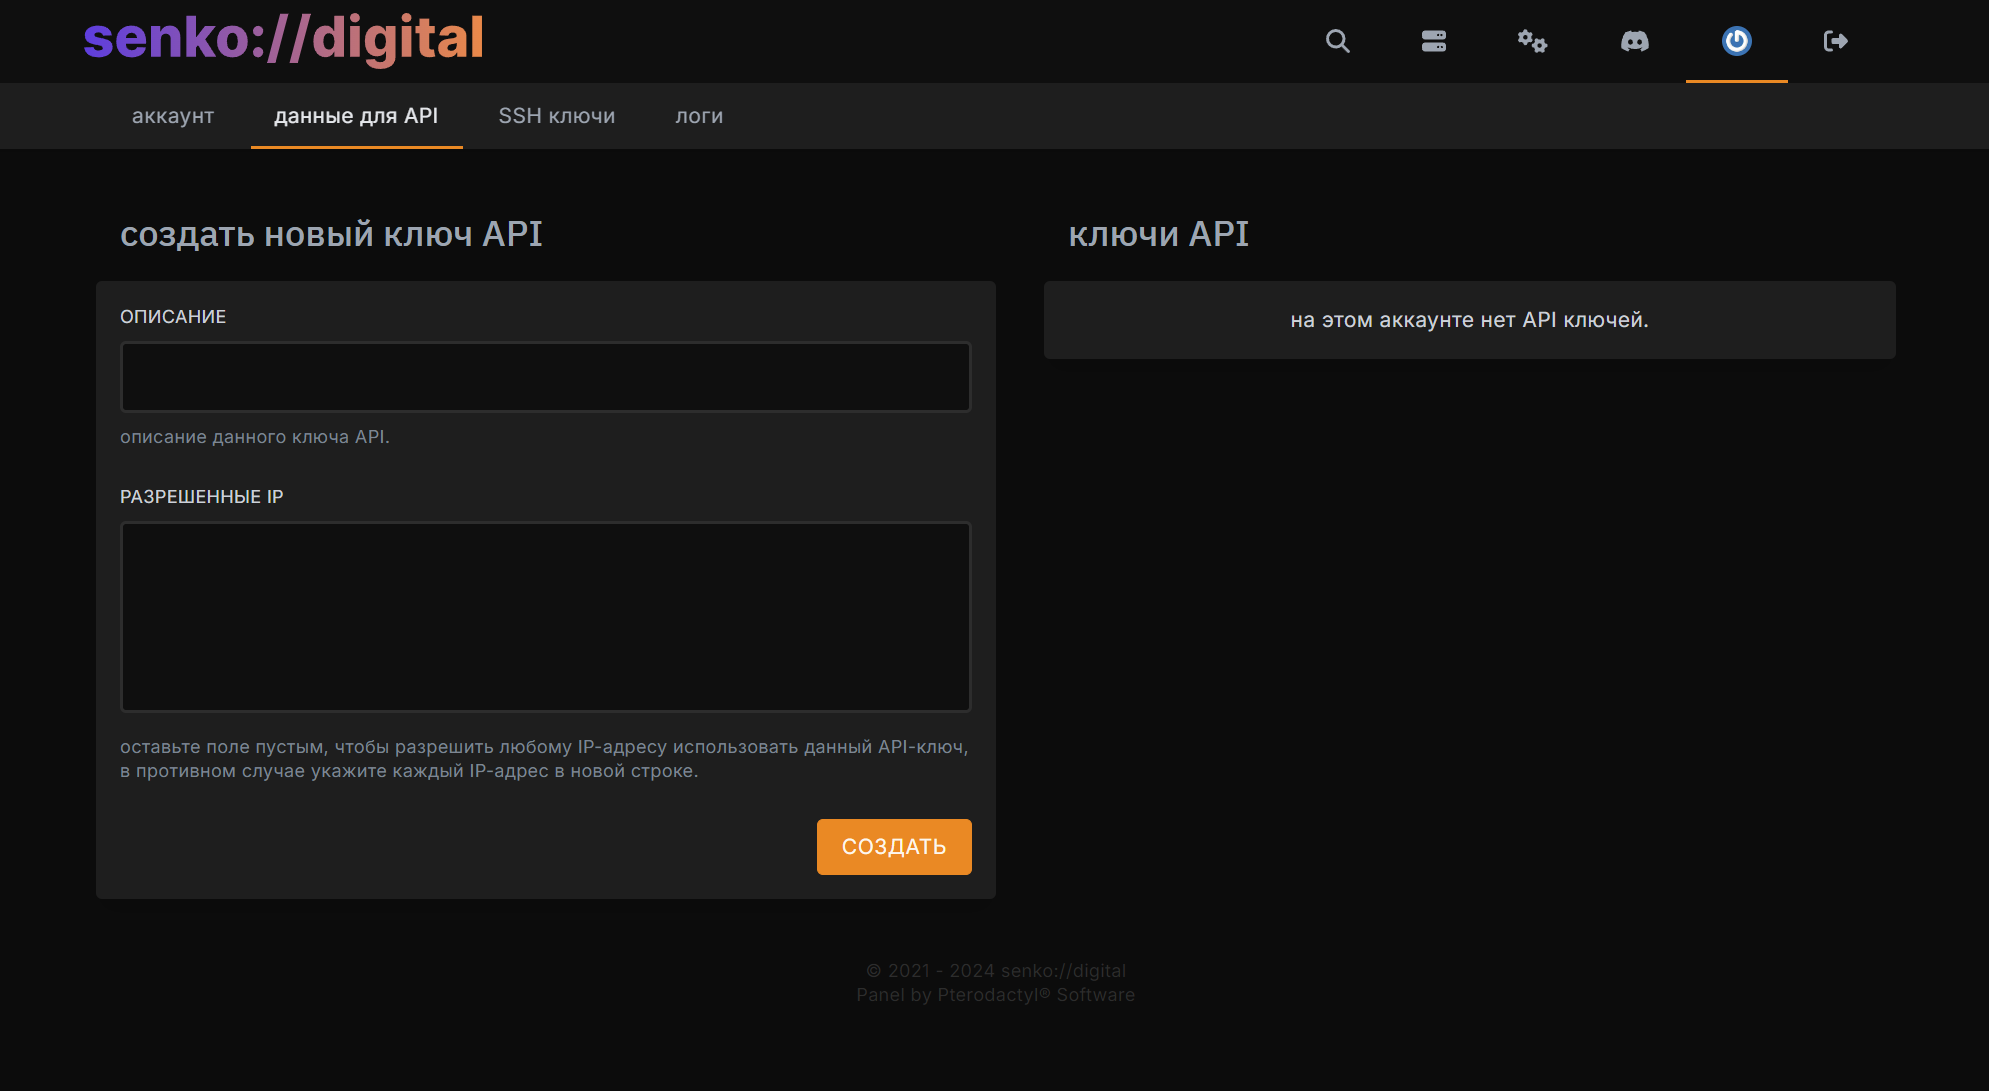 senko://digital
аккаунт
данные для API
SSH ключи
логи
создать новый ключ API
ОПИСАНИЕ
описание данного ключа API.
РАЗРЕШЕННЫЕ IP
оставьте поле пустым, чтобы разрешить любому IP-адресу использовать данный API-ключ,
в противном случае укажите каждый IP-адрес в новой строке.
СОЗДАТЬ
ключи API
на этом аккаунте нет API ключей.
© 2021 - 2024 senko://digital
Panel by Pterodactyl® Software